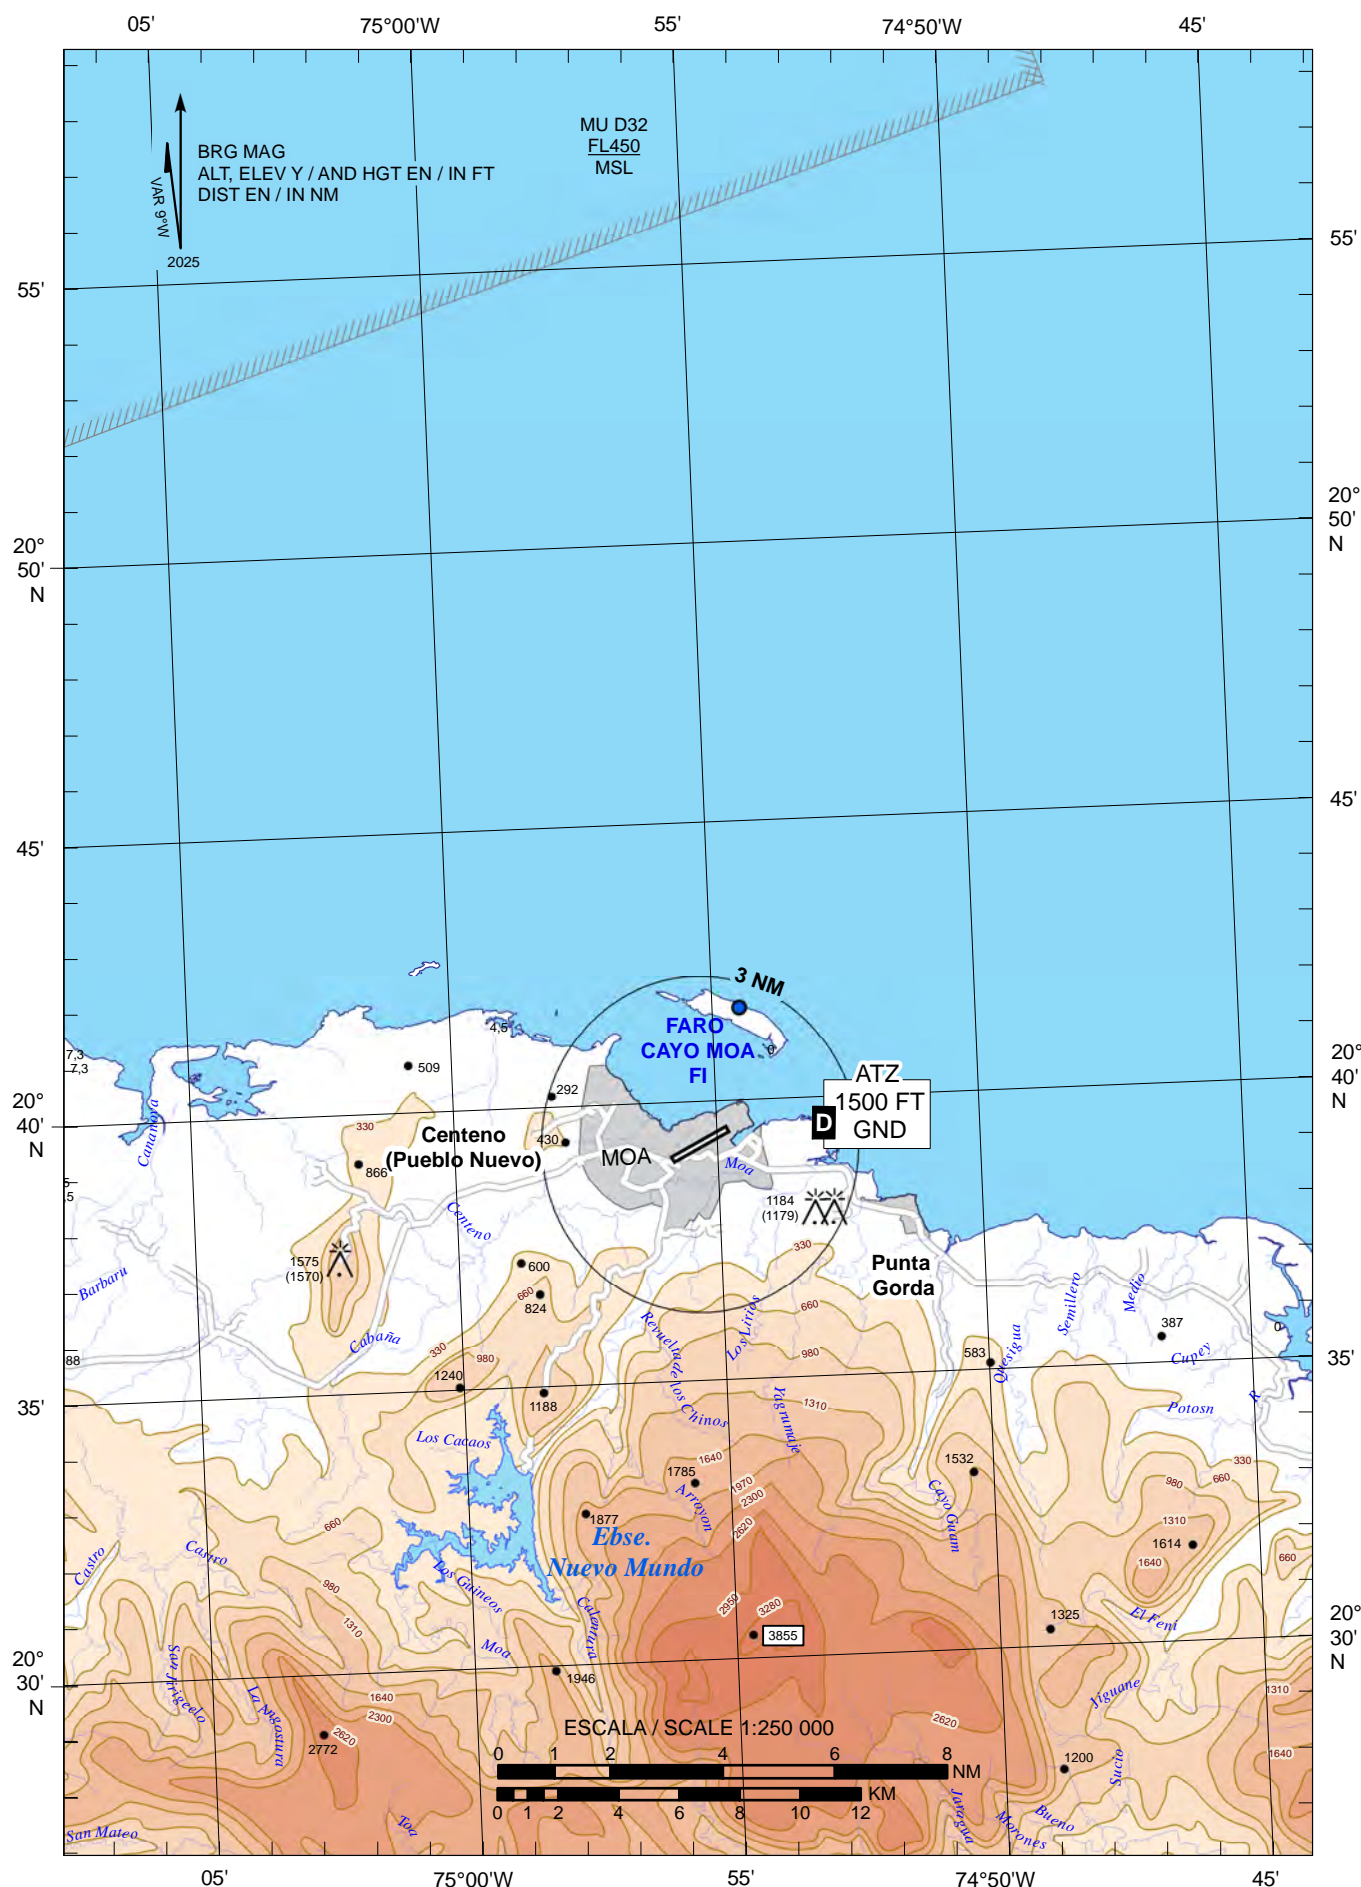 05'
75°00'W
55'
74°50'W
45'
MU D32
FL450
MSL
BRG MAG
ALT, ELEV Y / AND HGT EN / IN FT
DIST EN / IN NM
VAR 9°W
2025
55'
55'
20°
50'
N
20°
50'
N
45'
45'
3 NM
FARO
CAYO MOA
FI
0
4,5
7,3
7,3
509
292
ATZ
1500 FT
GND
D
20°
40'
N
20°
40'
N
Cananova
330
Centeno
(Pueblo Nuevo)
430
MOA
Moa
866
5
,5
1184
(1179)
Centeno
1575
(1570)
600
660
824
330
Punta
Gorda
Barbaru
Cabaña
330
980
88
1240
1188
Revuelta de los Chinos
Los Lirios
660
980
1310
Yagrumaje
583
Quesigua
Semillero
Medio
387
Cupey
0
35'
35'
Potosn
R
Los Cacaos
1640
1785
1970
2300
2620
Arroyon
1532
Cayo Guam
330
660
980
1310
1614
1640
660
1877
Ebse.
Nuevo Mundo
660
Castro
Castro
980
1310
Los Guineos
Calentura
2950
3280
3855
1325
El Feni
20°
30'
N
20°
30'
N
Moa
1946
La Angostura
1640
2300
2620
2772
Jiguane
1310
2620
1640
1200
Sucio
ESCALA / SCALE 1:250 000
0 1 2 4 6 8
NM
KM
0 1 2 4 6 8 10 12
San Mateo
Toa
Jaragua
Morones
Bueno
05'
75°00'W
55'
74°50'W
45'